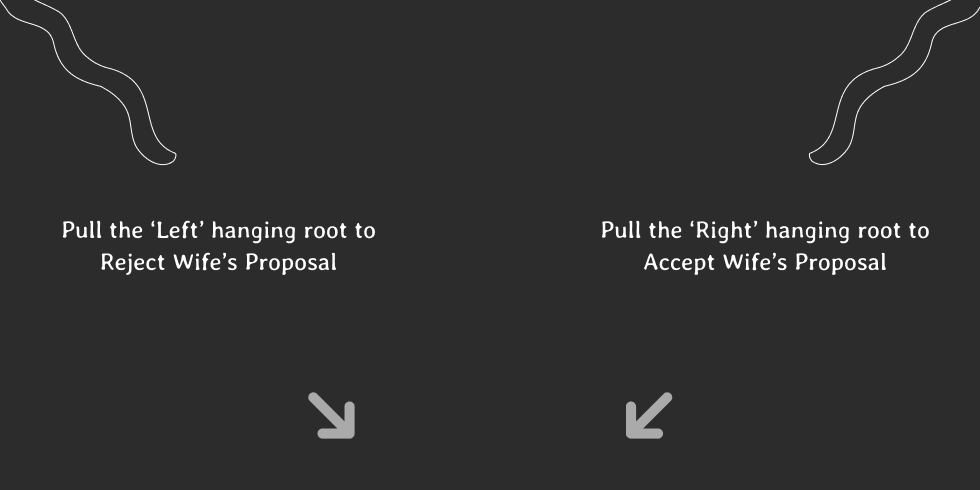 Pull the ‘Left’ hanging root to
Reject Wife’s Proposal
Pull the ‘Right’ hanging root to
Accept Wife’s Proposal